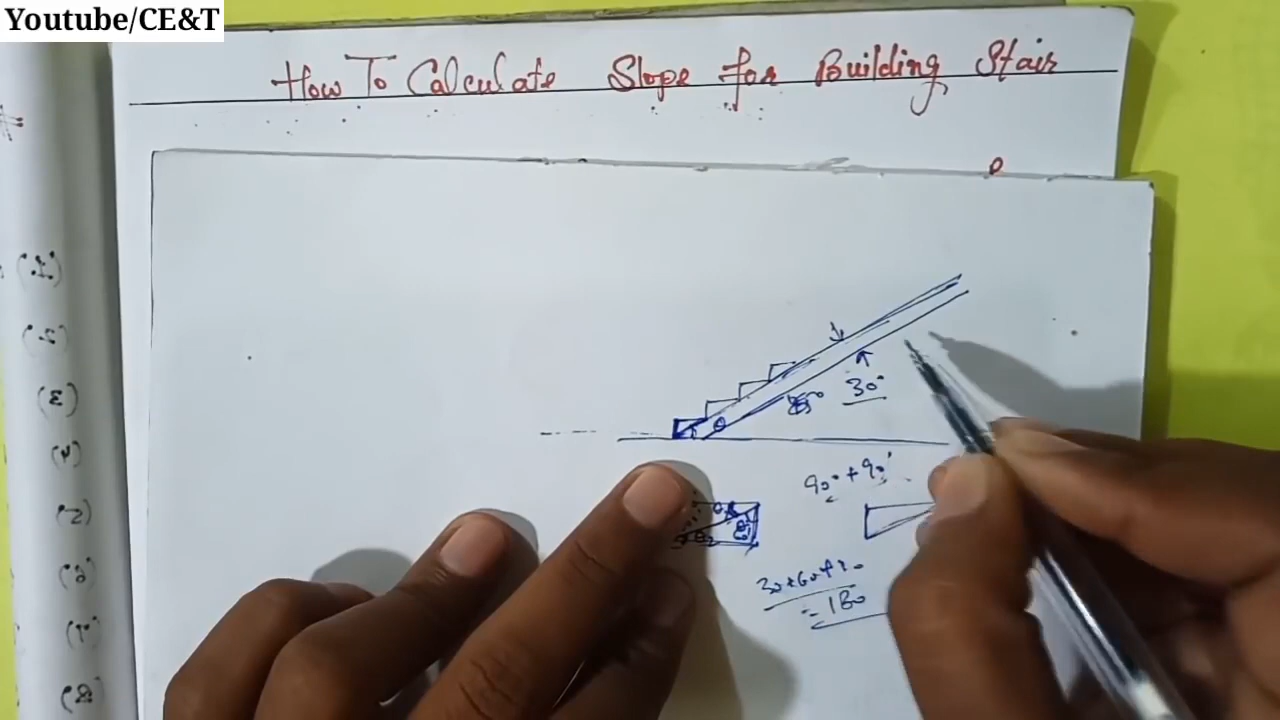 Youtube/CE&T
How To Calculate Slope for Building Stair
θ
30°
90° + 90°
30+60+90
= 180